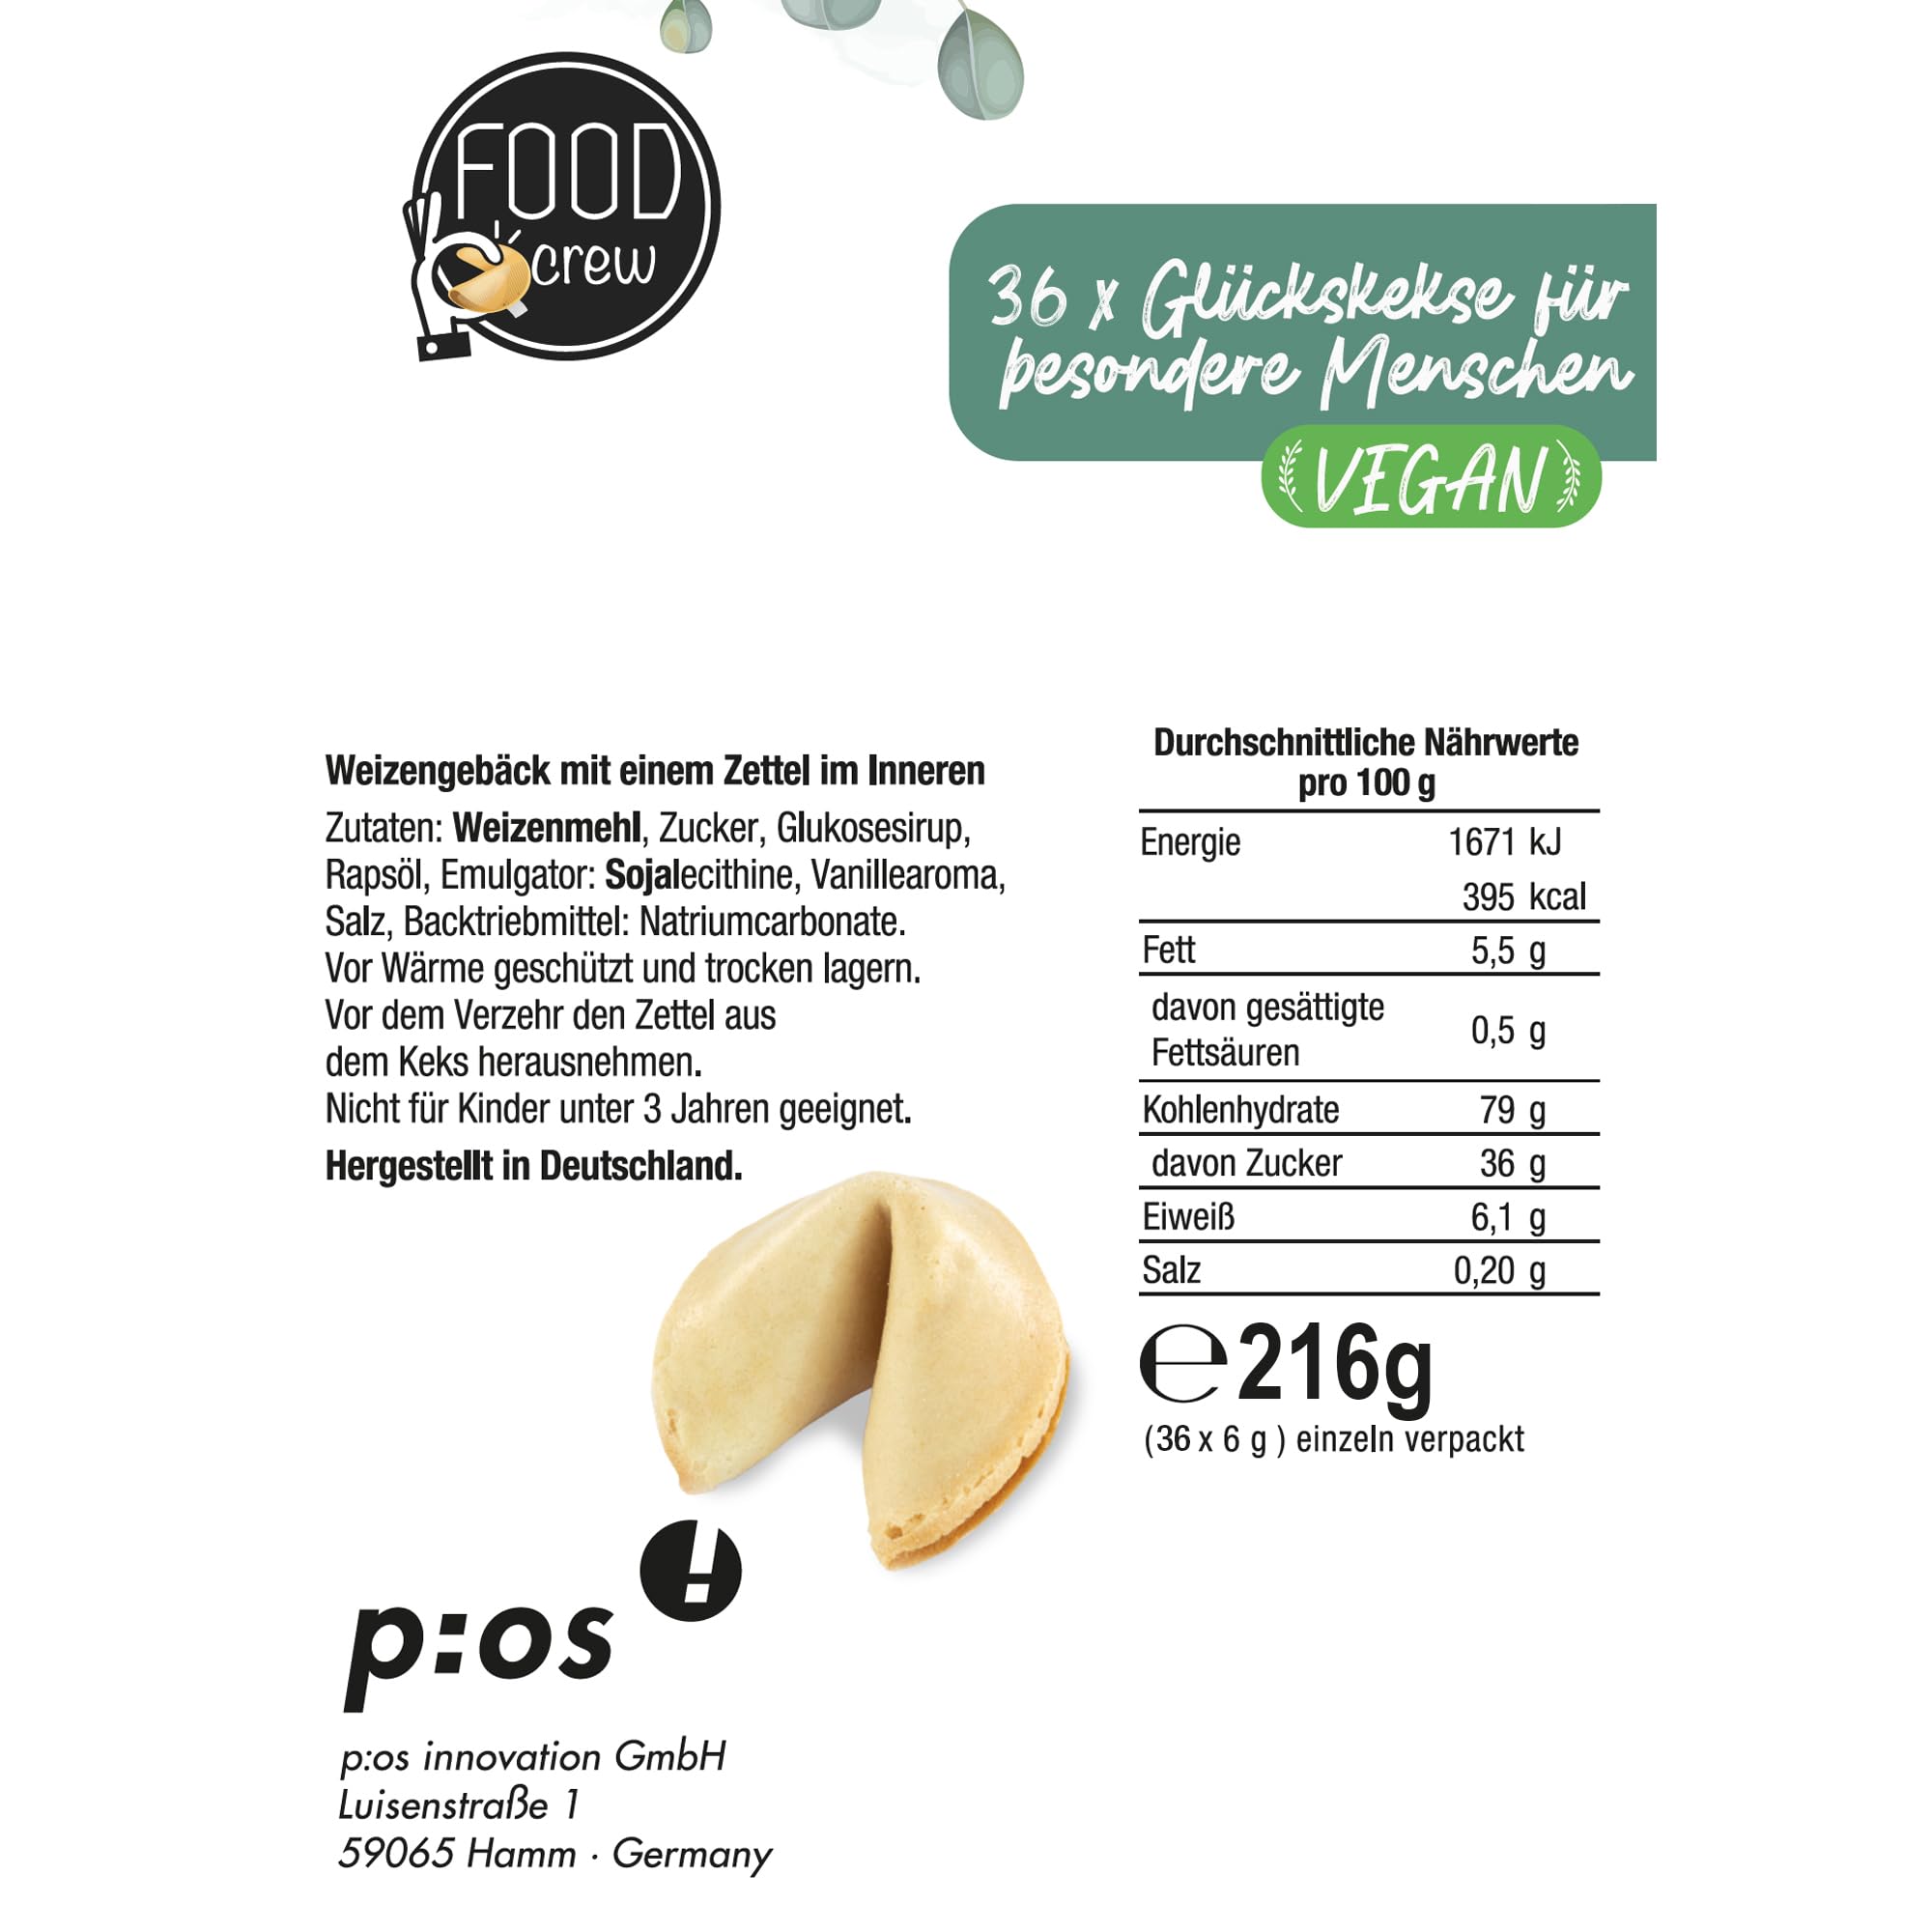 FOOD
crew
36 x Glückskekse für
besondere Menschen
VEGAN
Weizengebäck mit einem Zettel im Inneren
Zutaten: Weizenmehl, Zucker, Glukosesirup,
Rapsöl, Emulgator: Sojalecithine, Vanillearoma,
Salz, Backtriebmittel: Natriumcarbonate.
Vor Wärme geschützt und trocken lagern.
Vor dem Verzehr den Zettel aus
dem Keks herausnehmen.
Nicht für Kinder unter 3 Jahren geeignet.
Hergestellt in Deutschland.
Durchschnittliche Nährwerte
pro 100 g
Energie 1671 kJ
395 kcal
Fett 5,5 g
davon gesättigte
Fettsäuren 0,5 g
Kohlenhydrate 79 g
davon Zucker 36 g
Eiweiß 6,1 g
Salz 0,20 g
℮ 216g
(36 x 6 g ) einzeln verpackt
p:os!
p:os innovation GmbH
Luisenstraße 1
59065 Hamm · Germany